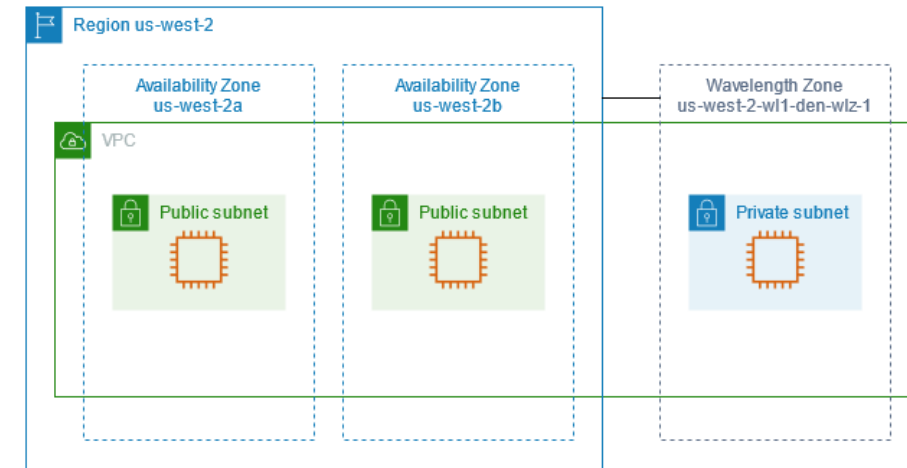 Region us-west-2
Availability Zone
us-west-2a
Availability Zone
us-west-2b
Wavelength Zone
us-west-2-wl1-den-wlz-1
VPC
Public subnet
Public subnet
Private subnet